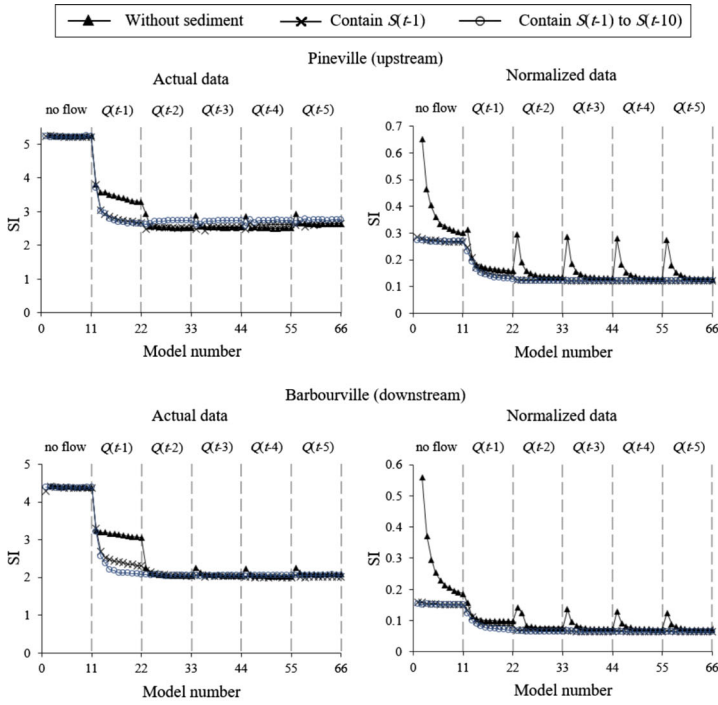 Without sediment Contain S(t-1) Contain S(t-1) to S(t-10)
Pineville (upstream)
Actual data
no flow Q(t-1) Q(t-2) Q(t-3) Q(t-4) Q(t-5)
5
4
3
2
1
0
SI
0 11 22 33 44 55 66
Model number
Normalized data
no flow Q(t-1) Q(t-2) Q(t-3) Q(t-4) Q(t-5)
0.7
0.6
0.5
0.4
0.3
0.2
0.1
0
SI
0 11 22 33 44 55 66
Model number
Barbourville (downstream)
Actual data
no flow Q(t-1) Q(t-2) Q(t-3) Q(t-4) Q(t-5)
5
4
3
2
1
0
SI
0 11 22 33 44 55 66
Model number
Normalized data
no flow Q(t-1) Q(t-2) Q(t-3) Q(t-4) Q(t-5)
0.6
0.5
0.4
0.3
0.2
0.1
0
SI
0 11 22 33 44 55 66
Model number